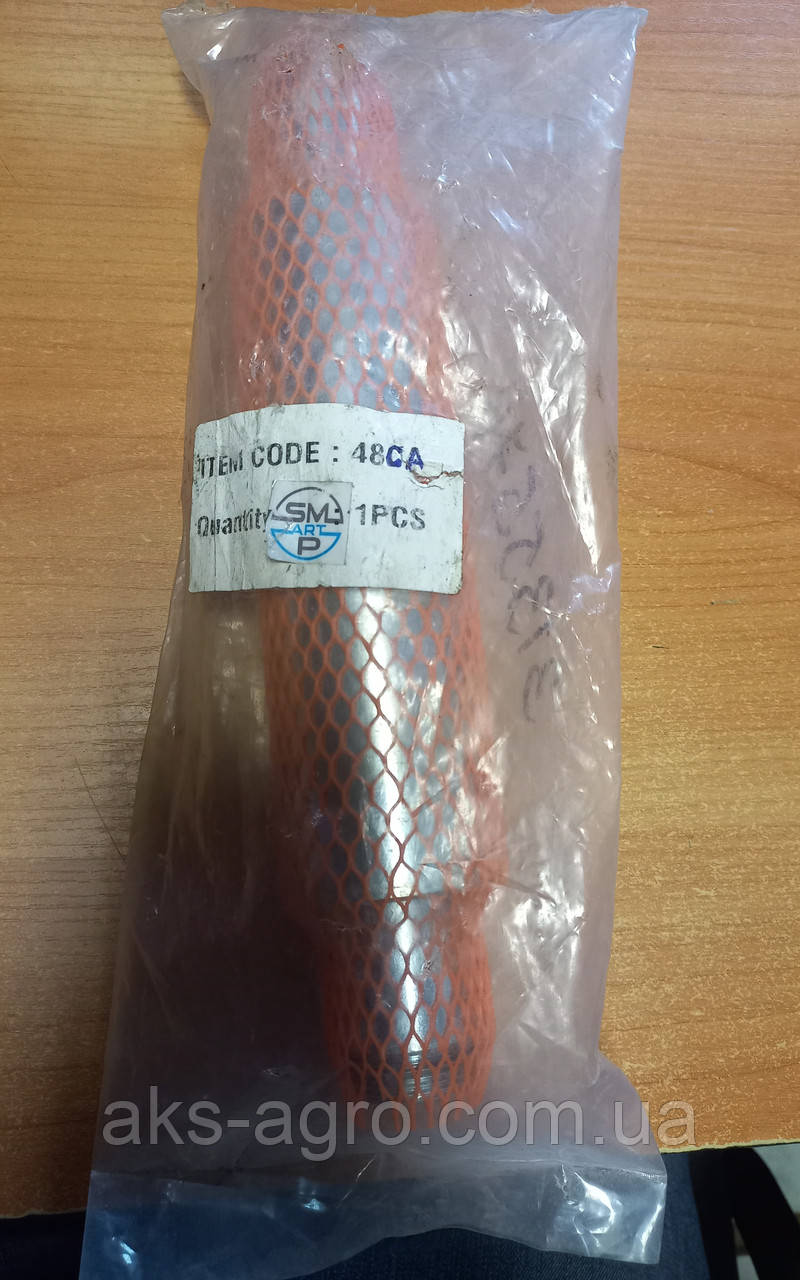 ITEM CODE : 48CA
Quantity : 1PCS
SM
ART
P
aks-agro.com.ua